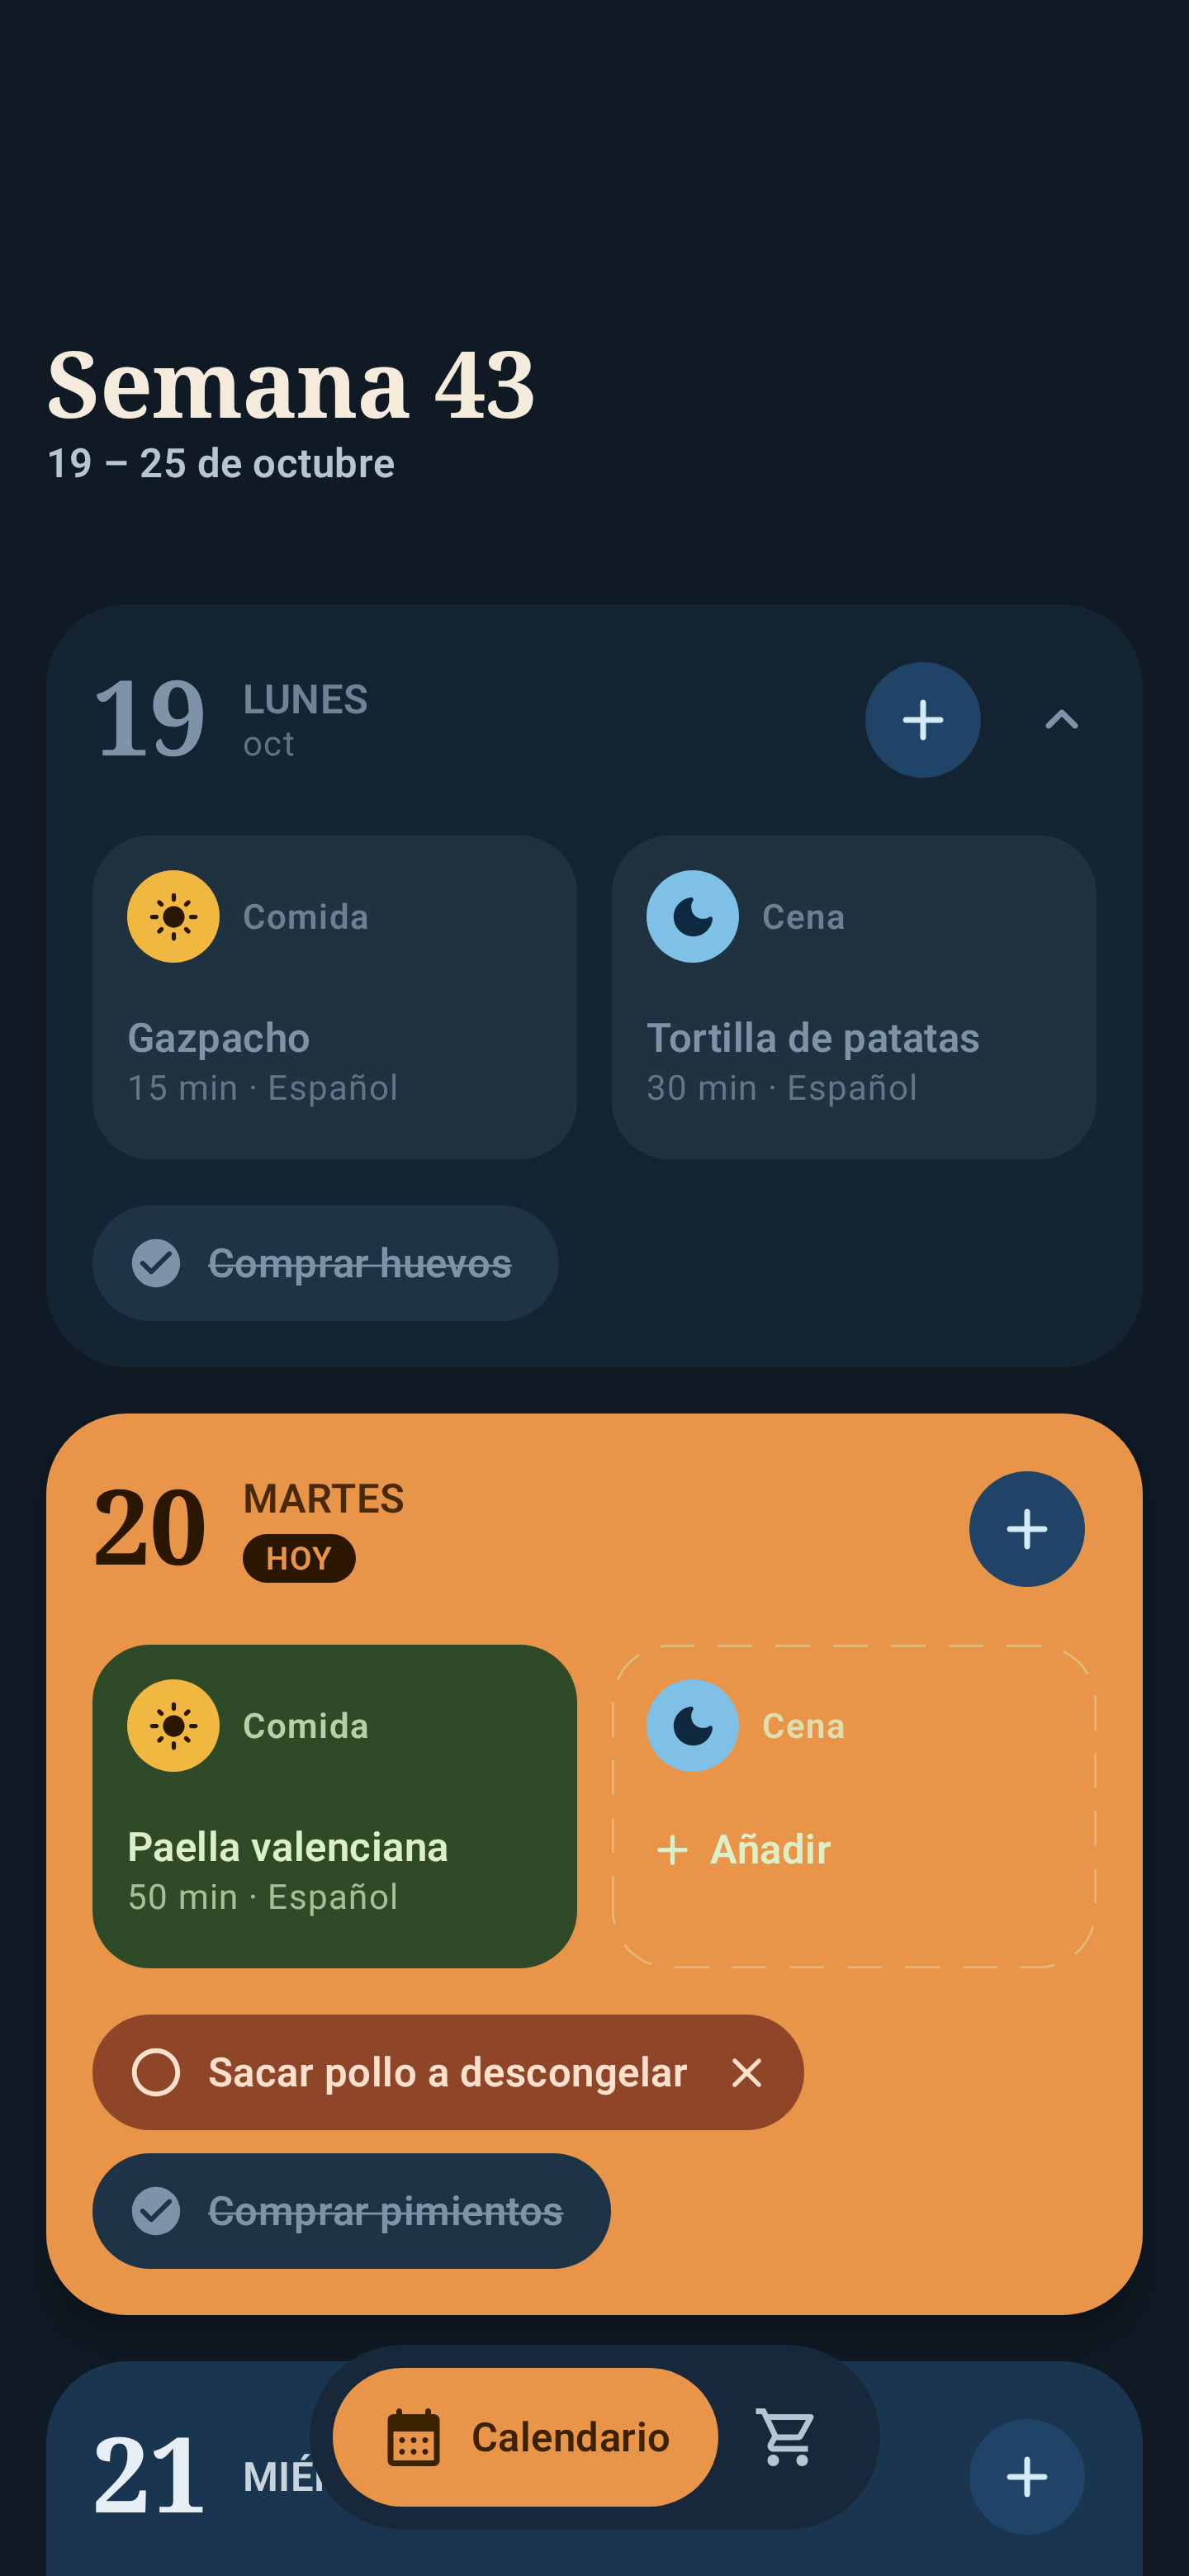 Semana 43
19 – 25 de octubre
19
LUNES
oct
Comida
Cena
Gazpacho
15 min · Español
Tortilla de patatas
30 min · Español
Comprar huevos
20
MARTES
HOY
Comida
Cena
Paella valenciana
50 min · Español
Añadir
Sacar pollo a descongelar
Comprar pimientos
21
Calendario